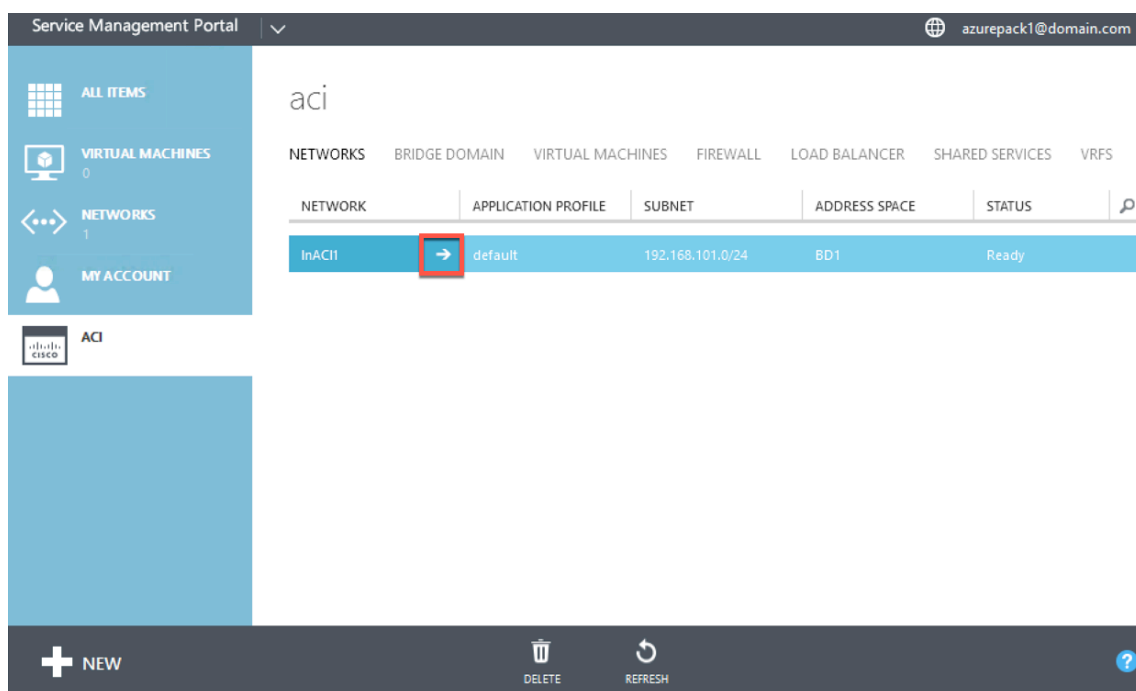 Service Management Portal
azurepack1@domain.com
ALL ITEMS
VIRTUAL MACHINES
0
NETWORKS
1
MY ACCOUNT
cisco
ACI
aci
NETWORKS BRIDGE DOMAIN VIRTUAL MACHINES FIREWALL LOAD BALANCER SHARED SERVICES VRFS
NETWORK APPLICATION PROFILE SUBNET ADDRESS SPACE STATUS
InACI1 default 192.168.101.0/24 BD1 Ready
NEW
DELETE
REFRESH
?